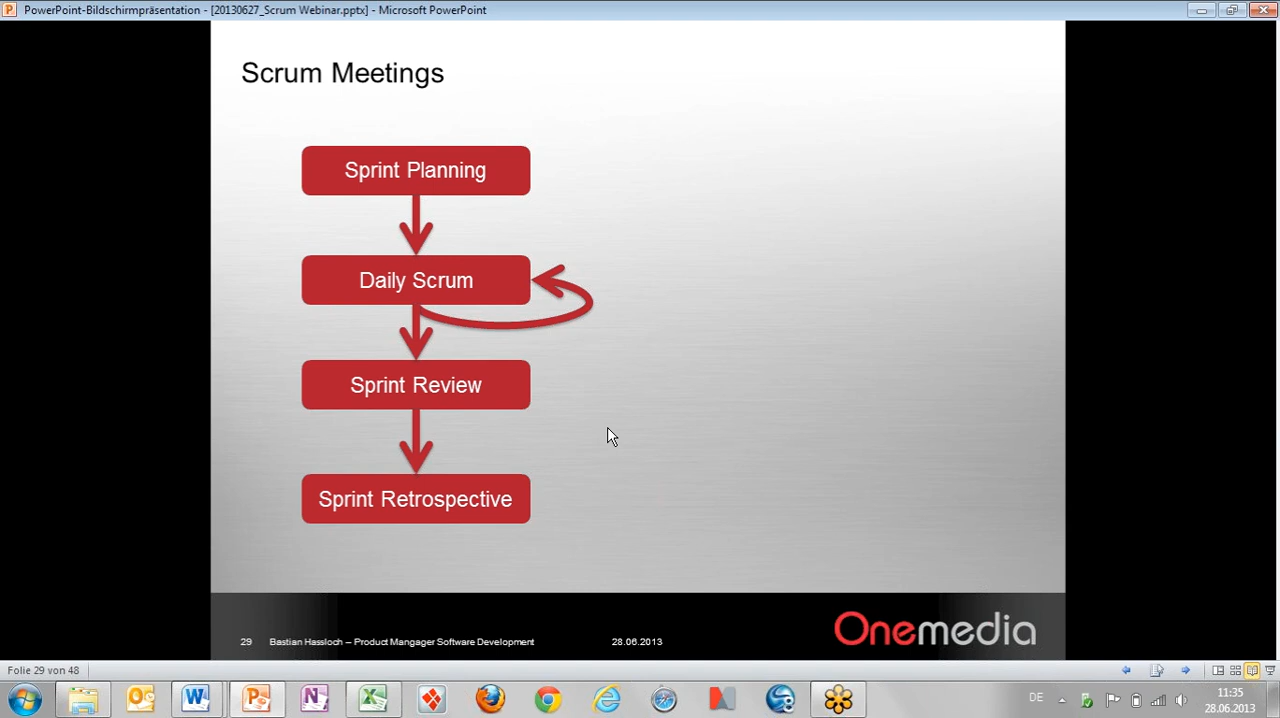 PowerPoint-Bildschirmpräsentation - [20130627_Scrum Webinar.pptx] - Microsoft PowerPoint
Scrum Meetings
Sprint Planning
Daily Scrum
Sprint Review
Sprint Retrospective
29 Bastian Hassloch – Product Mangager Software Development 28.06.2013
Onemedia
Folie 29 von 48
DE
11:35
28.06.2013